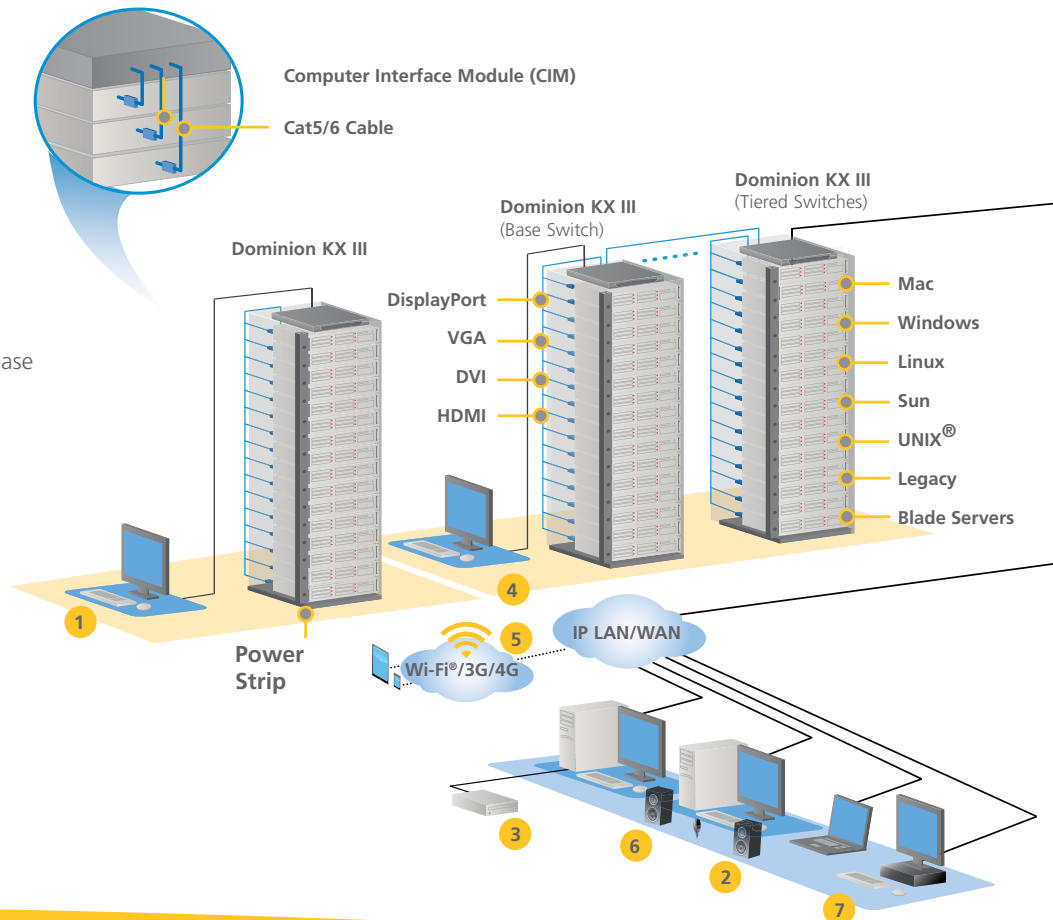 Computer Interface Module (CIM)
Cat5/6 Cable
Dominion KX III
Dominion KX III
(Base Switch)
Dominion KX III
(Tiered Switches)
DisplayPort
VGA
DVI
HDMI
Mac
Windows
Linux
Sun
UNIX®
Legacy
Blade Servers
ase
1
4
Power
Strip
5
Wi-Fi®/3G/4G
IP LAN/WAN
3
6
2
7